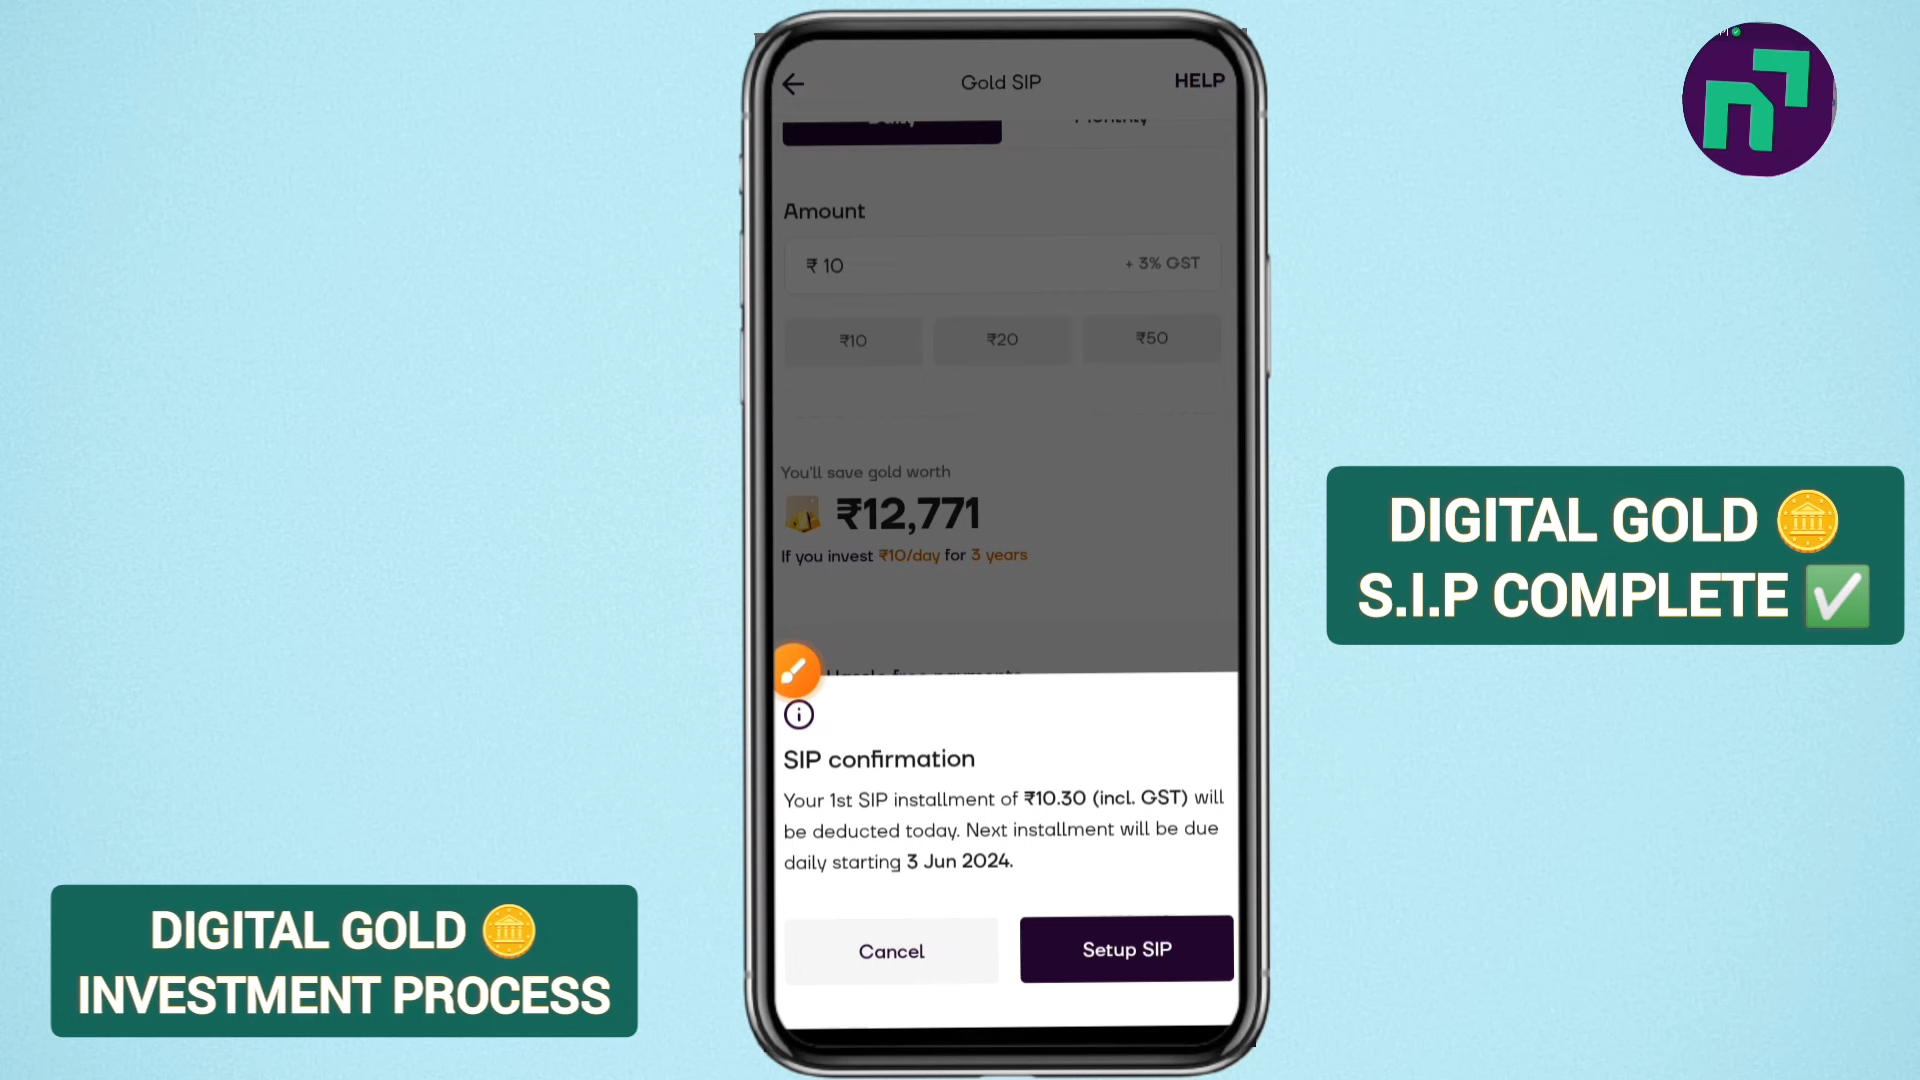 Gold SIP
HELP
Amount
₹ 10
+ 3% GST
₹10
₹20
₹50
You'll save gold worth
₹12,771
If you invest ₹10/day for 3 years
SIP confirmation
Your 1st SIP installment of ₹10.30 (incl. GST) will
be deducted today. Next installment will be due
daily starting 3 Jun 2024.
Cancel
Setup SIP
DIGITAL GOLD
S.I.P COMPLETE ✅
DIGITAL GOLD
INVESTMENT PROCESS